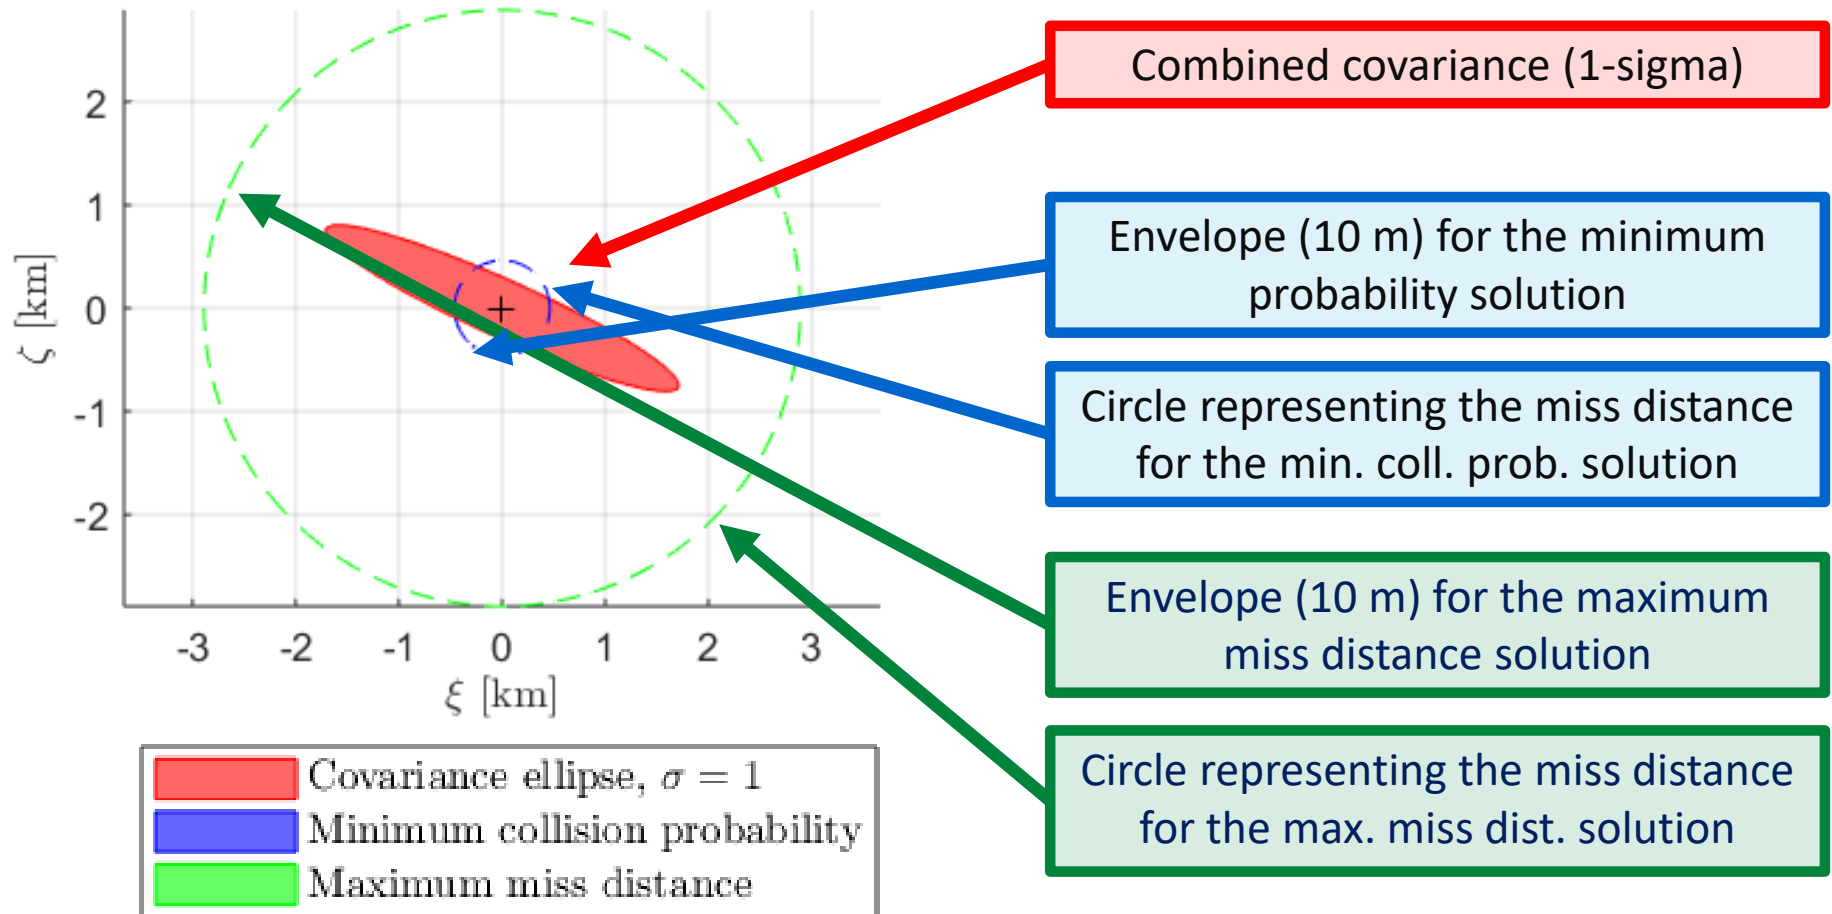 2
1
0
-1
-2
ζ [km]
-3 -2 -1 0 1 2 3
ξ [km]
Covariance ellipse, σ = 1
Minimum collision probability
Maximum miss distance
Combined covariance (1-sigma)
Envelope (10 m) for the minimum
probability solution
Circle representing the miss distance
for the min. coll. prob. solution
Envelope (10 m) for the maximum
miss distance solution
Circle representing the miss distance
for the max. miss dist. solution